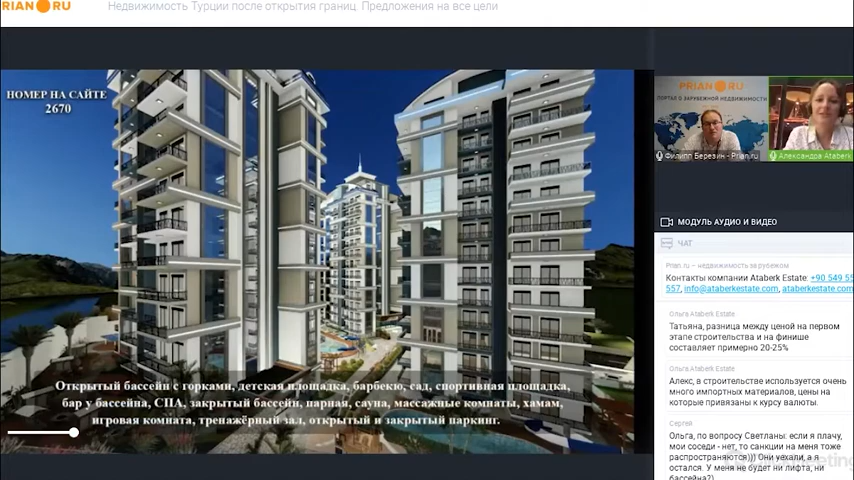 PRIAN RU
Недвижимость Турции после открытия границ. Предложения на все цели
НОМЕР НА САЙТЕ
2670
Открытый бассейн с горками, детская площадка, барбекю, сад, спортивная площадка,
бар у бассейна, СПА, закрытый бассейн, парная, сауна, массажные комнаты, хамам,
игровая комната, тренажёрный зал, открытый и закрытый паркинг.
PRIAN RU
ПОРТАЛ О ЗАРУБЕЖНОЙ НЕДВИЖИМОСТИ
Филипп Березин - Prian.ru
Александра Ataberk
МОДУЛЬ АУДИО И ВИДЕО
ЧАТ
Prian.ru – недвижимость за рубежом
Контакты компании Ataberk Estate: +90 549 55
557, info@ataberkestate.com, ataberkestate.com
Ольга Ataberk Estate
Татьяна, разница между ценой на первом
этапе строительства и на финише
составляет примерно 20-25%
Ольга Ataberk Estate
Алекс, в строительстве используется очень
много импортных материалов, цены на
которые привязаны к курсу валюты.
Сергей
Ольга, по вопросу Светланы: если я плачу,
мои соседи - нет, то санкции на меня тоже
распространяются))) Они уехали, а я
остался. У меня не будет ни лифта, ни
бассейна?)